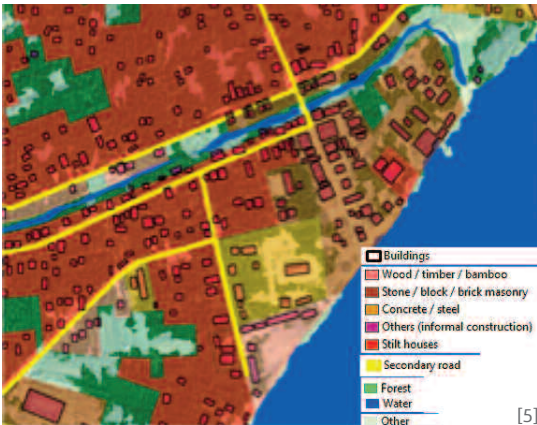 Buildings
Wood / timber / bamboo
Stone / block / brick masonry
Concrete / steel
Others (informal construction)
Stilt houses
Secondary road
Forest
Water
Other
[5]